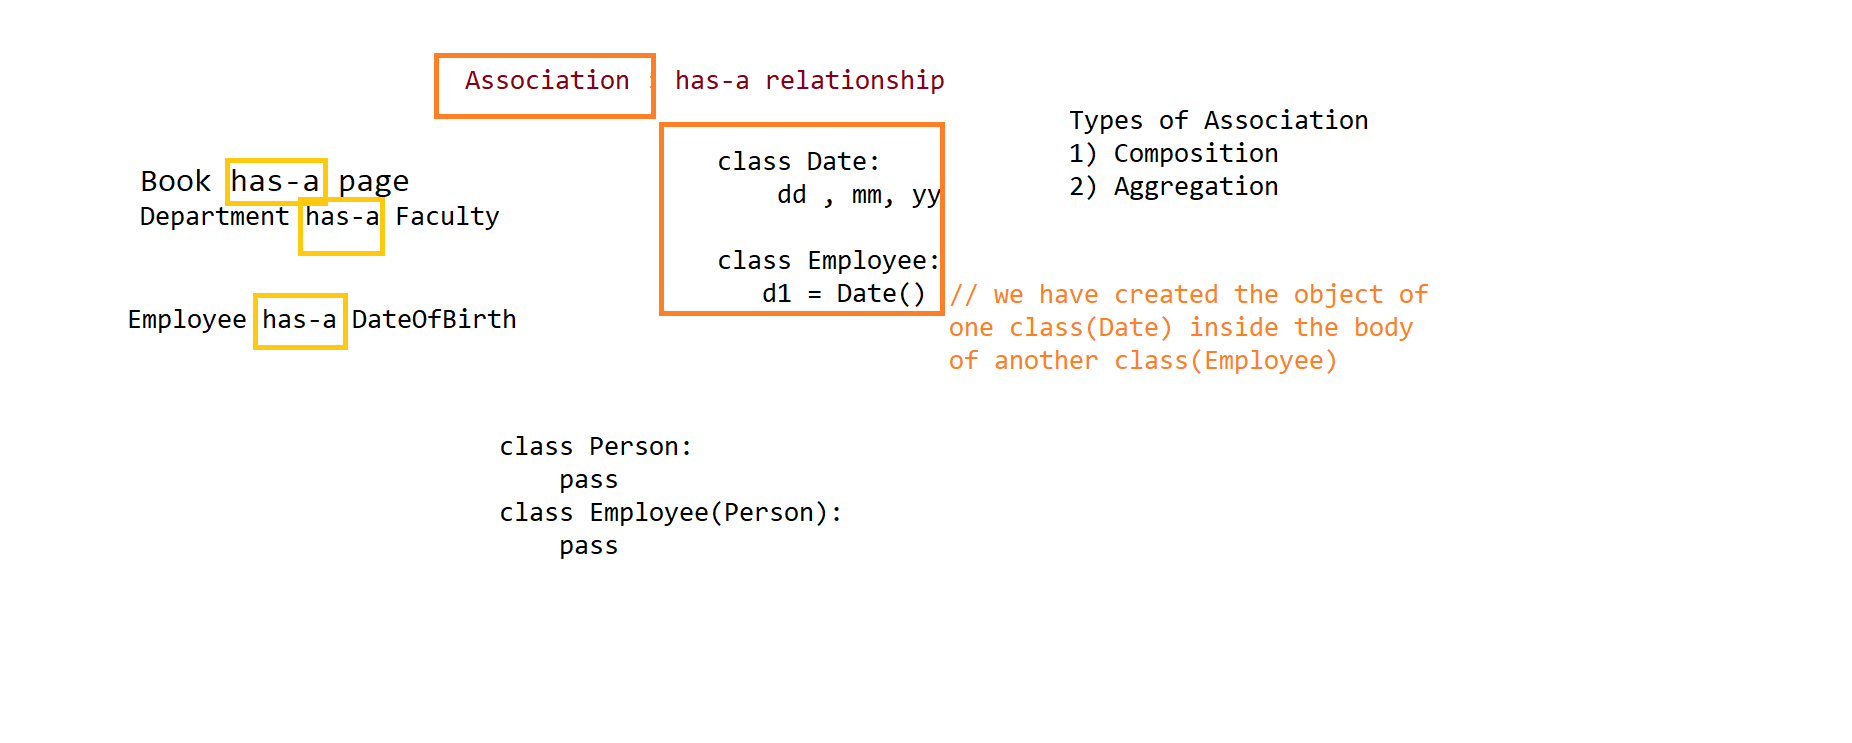 Association : has-a relationship
Types of Association
1) Composition
2) Aggregation
Book has-a page
Department has-a Faculty
Employee has-a DateOfBirth
class Date:
dd , mm, yy
class Employee:
d1 = Date()
// we have created the object of
one class(Date) inside the body
of another class(Employee)
class Person:
pass
class Employee(Person):
pass